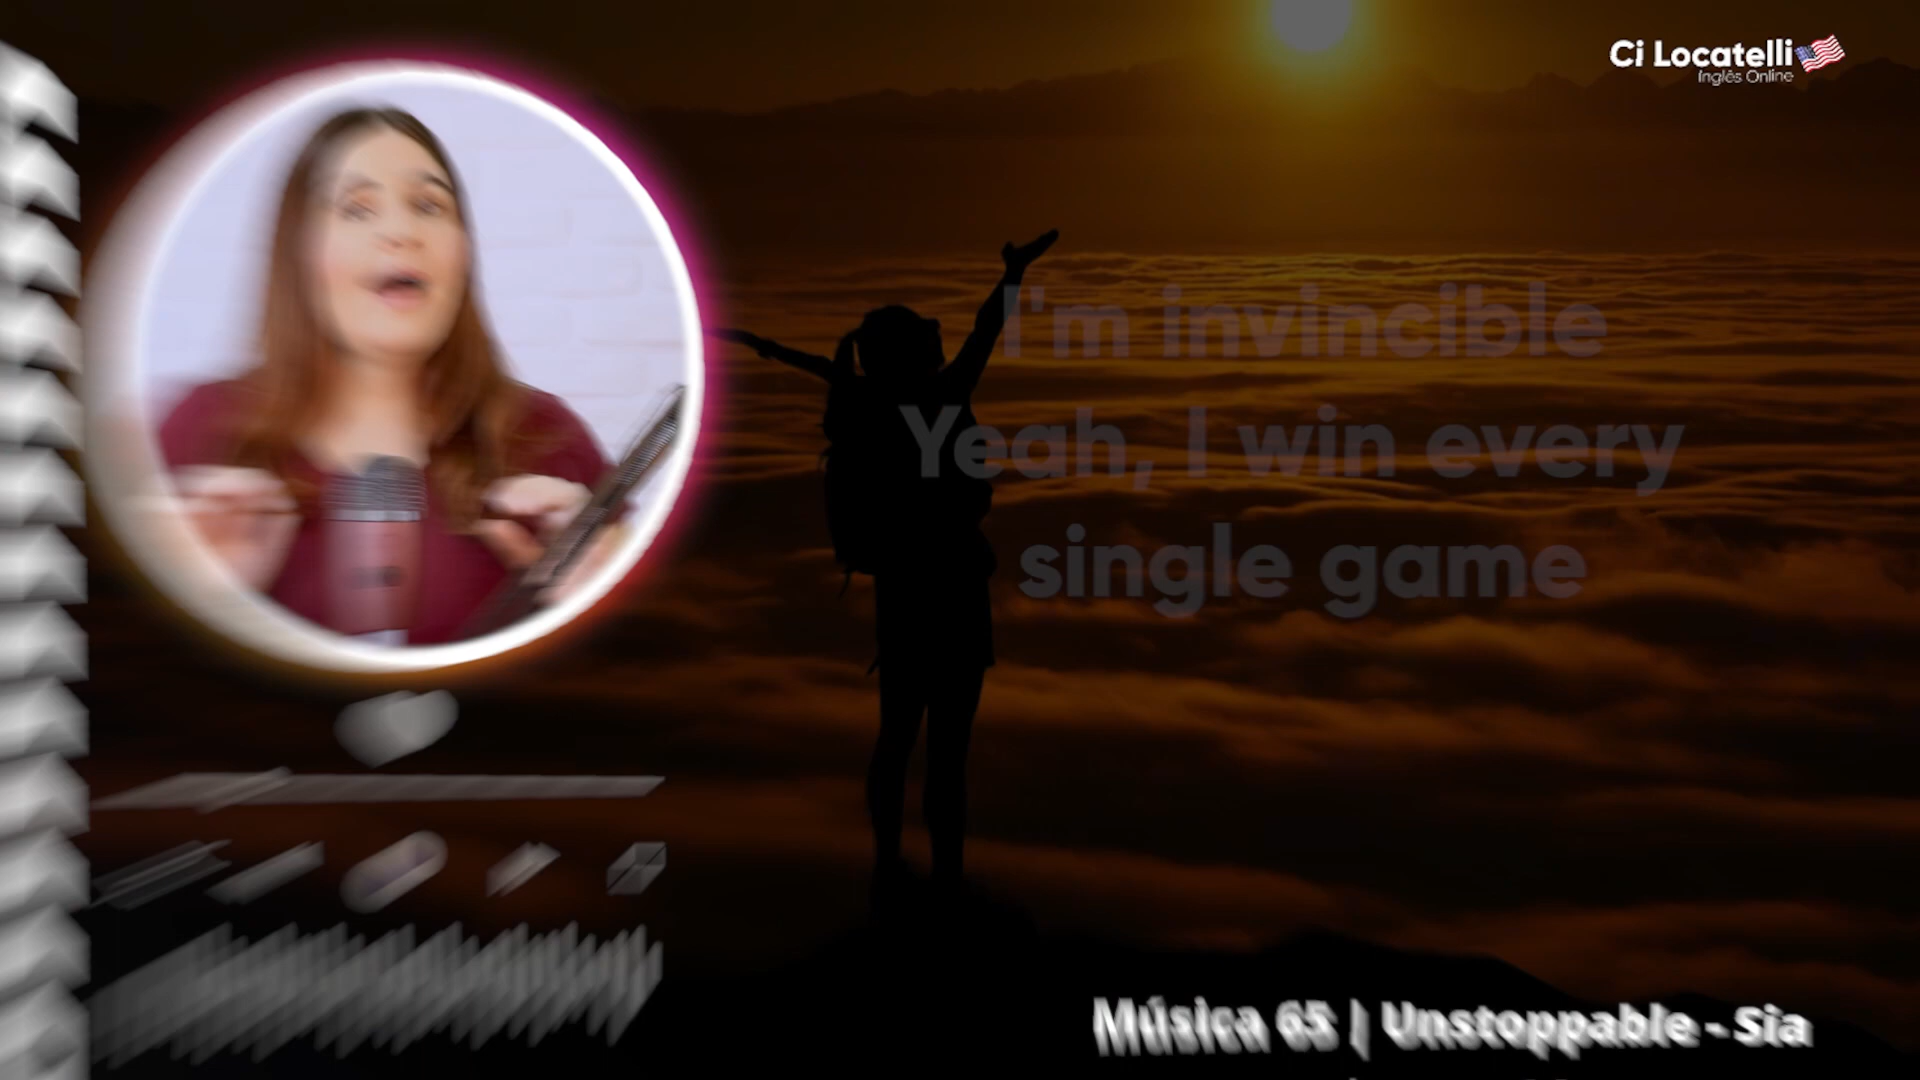 Ci Locatelli
Inglês Online
I'm invincible
Yeah, I win every
single game
Música 65 | Unstoppable - Sia